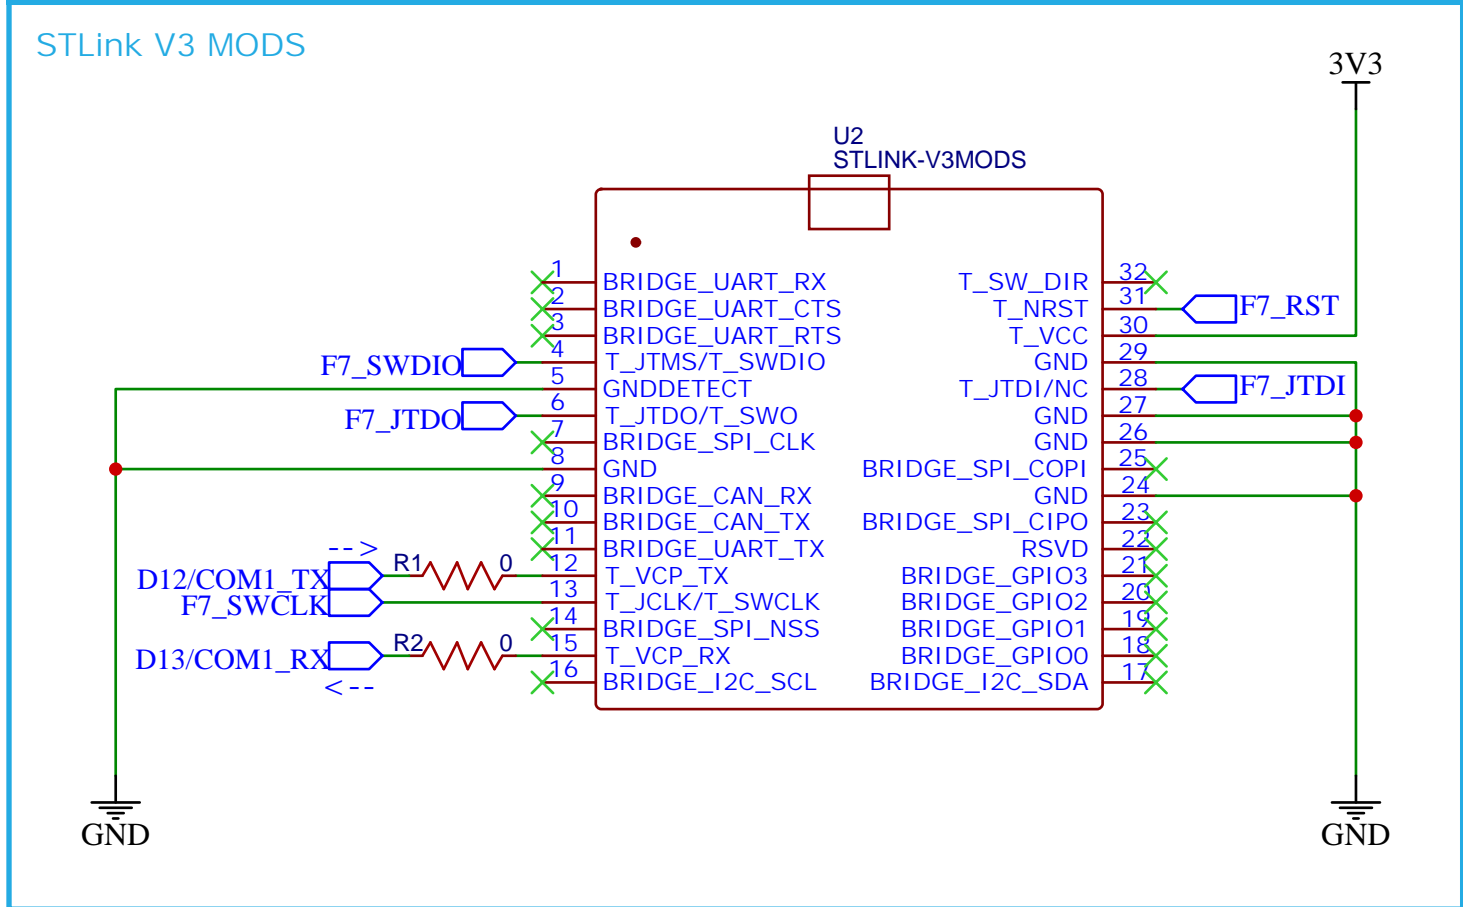 STLink V3 MODS
3V3
U2
STLINK-V3MODS
1 BRIDGE_UART_RX T_SW_DIR 32
2 BRIDGE_UART_CTS T_NRST 31 F7_RST
3 BRIDGE_UART_RTS T_VCC 30
F7_SWDIO 4 T_JTMS/T_SWDIO GND 29
5 GNDDETECT T_JTDI/NC 28 F7_JTDI
F7_JTDO 6 T_JTDO/T_SWO GND 27
7 BRIDGE_SPI_CLK GND 26
8 GND BRIDGE_SPI_COPI 25
9 BRIDGE_CAN_RX GND 24
10 BRIDGE_CAN_TX BRIDGE_SPI_CIPO 23
11 BRIDGE_UART_TX RSVD 22
-->
D12/COM1_TX R1 0 12 T_VCP_TX BRIDGE_GPIO3 21
F7_SWCLK 13 T_JCLK/T_SWCLK BRIDGE_GPIO2 20
14 BRIDGE_SPI_NSS BRIDGE_GPIO1 19
D13/COM1_RX R2 0 15 T_VCP_RX BRIDGE_GPIO0 18
<--
16 BRIDGE_I2C_SCL BRIDGE_I2C_SDA 17
GND GND